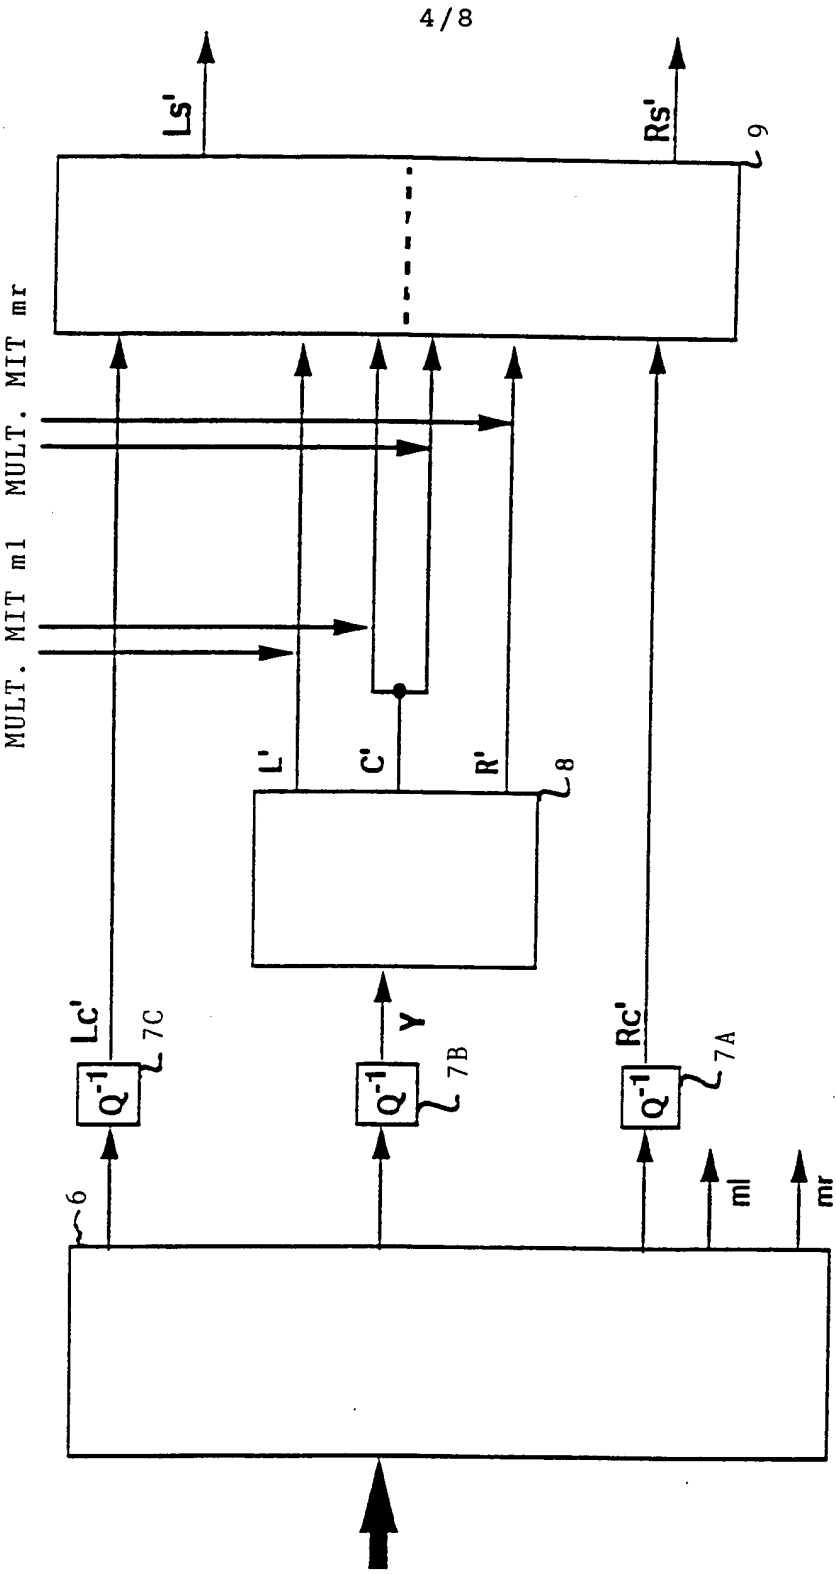 4/8
Ls'
Rs'
9
MULT. MIT ml MULT. MIT mr
L'
C'
R'
8
Lc'
7C
Q⁻¹
Y
7B
Q⁻¹
Rc'
7A
Q⁻¹
6
ml
mr